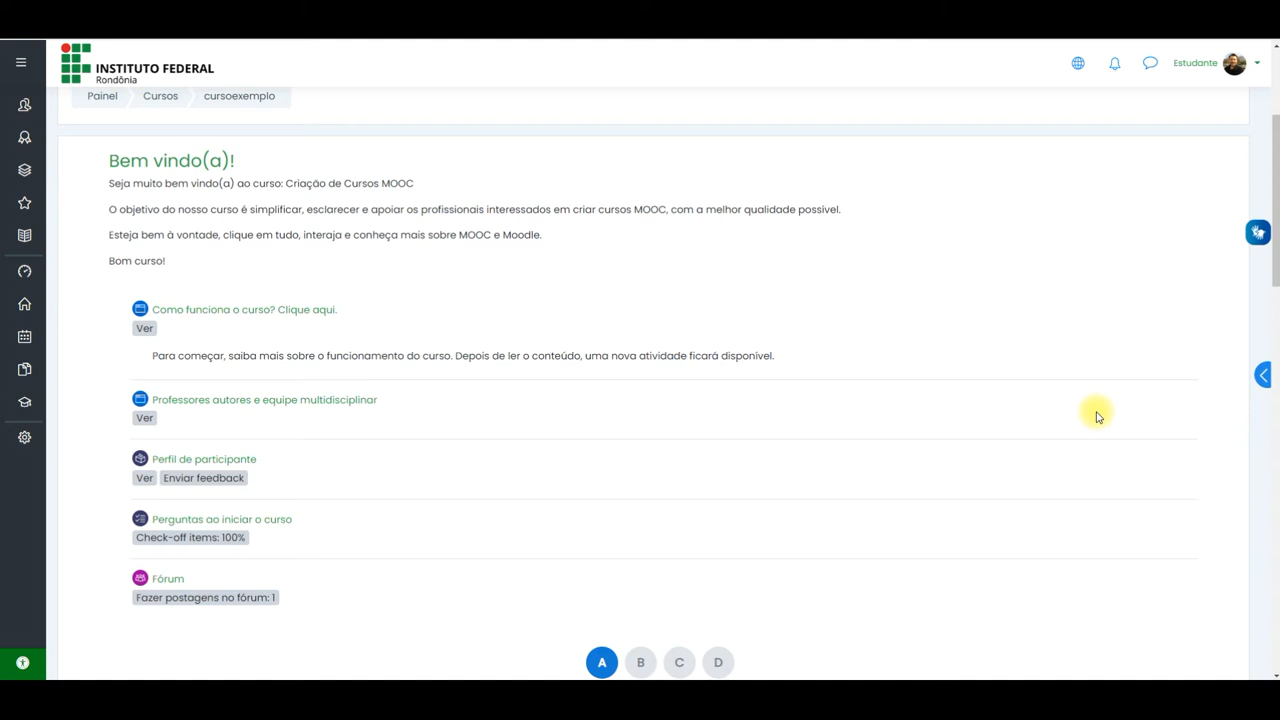 INSTITUTO FEDERAL
Rondônia
Estudante
Painel
Cursos
cursoexemplo
Bem vindo(a)!
Seja muito bem vindo(a) ao curso: Criação de Cursos MOOC
O objetivo do nosso curso é simplificar, esclarecer e apoiar os profissionais interessados em criar cursos MOOC, com a melhor qualidade possível.
Esteja bem à vontade, clique em tudo, interaja e conheça mais sobre MOOC e Moodle.
Bom curso!
Como funciona o curso? Clique aqui.
Ver
Para começar, saiba mais sobre o funcionamento do curso. Depois de ler o conteúdo, uma nova atividade ficará disponível.
Professores autores e equipe multidisciplinar
Ver
Perfil de participante
Ver Enviar feedback
Perguntas ao iniciar o curso
Check-off items: 100%
Fórum
Fazer postagens no fórum: 1
A B C D